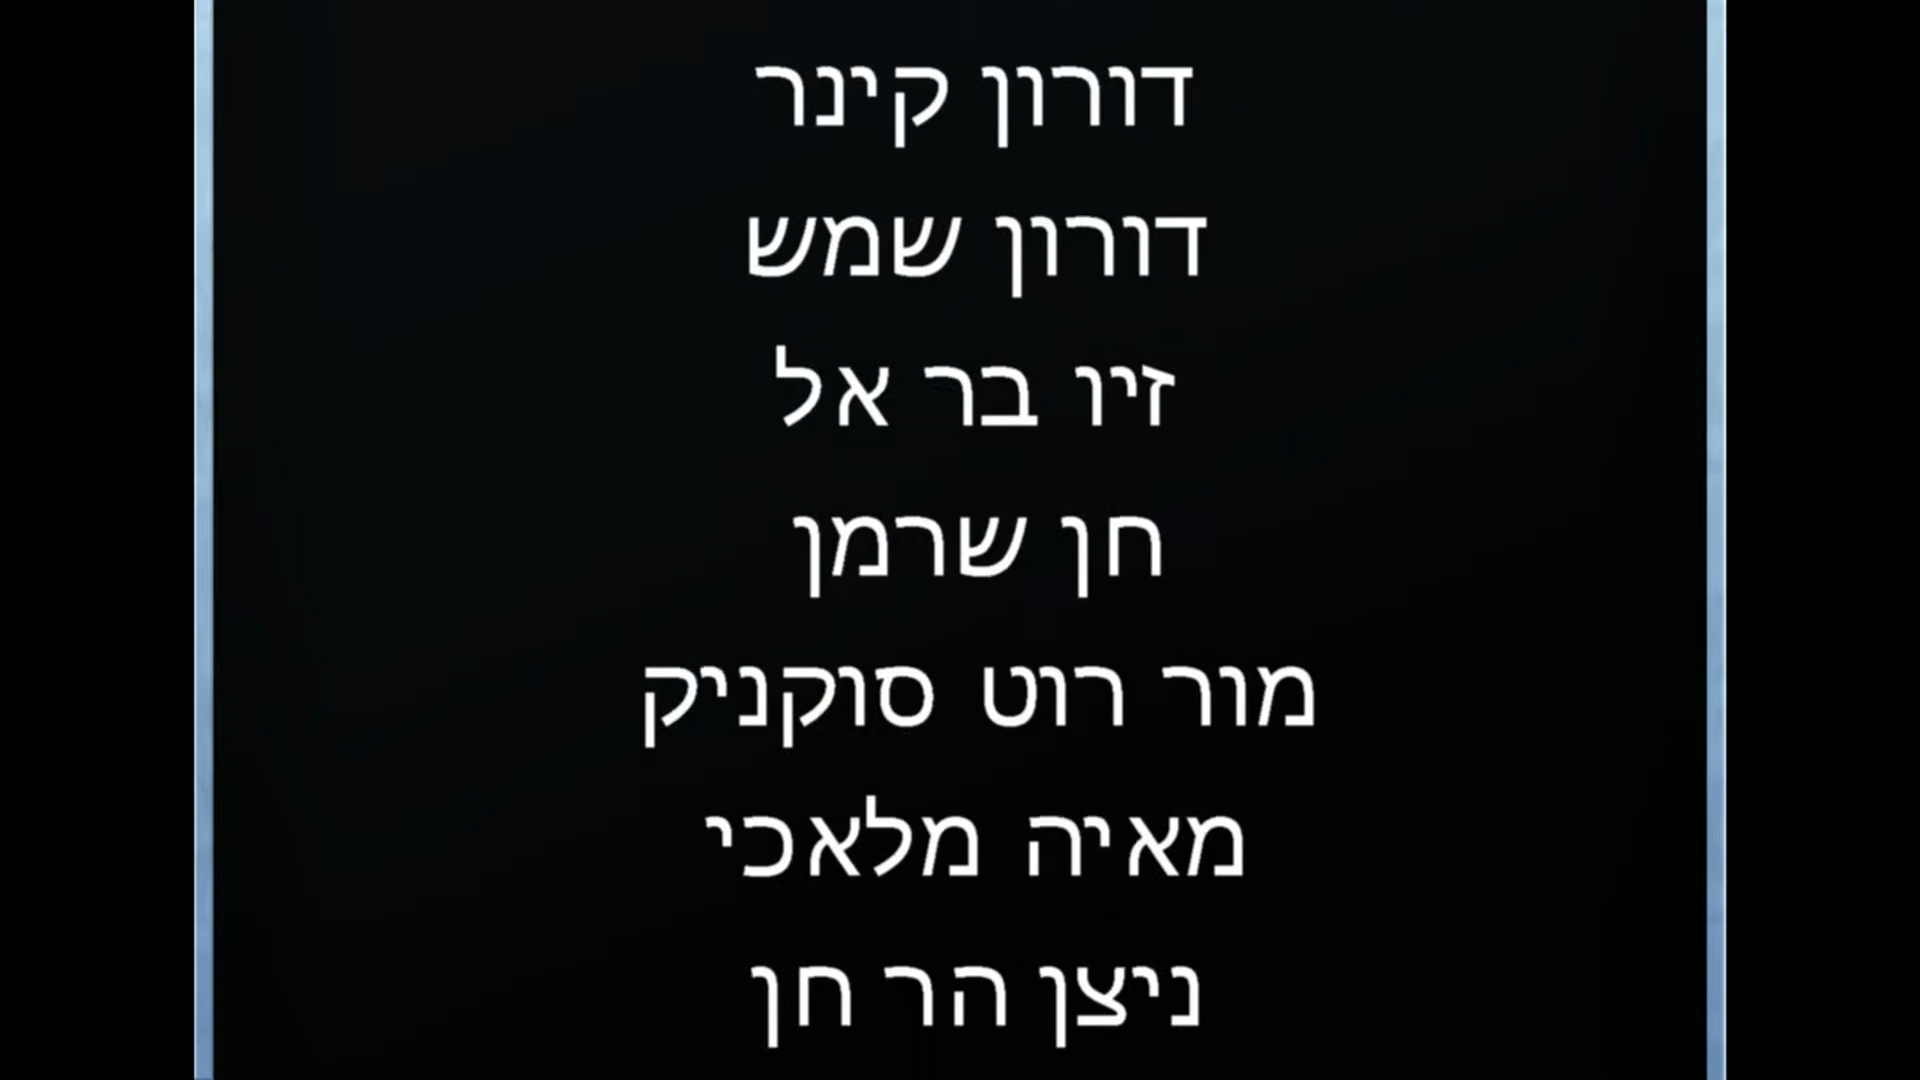 דורון קינר
דורון שמש
זיו בר אל
חן שרמן
מור רוט סוקניק
מאיה מלאכי
ניצן הר חן